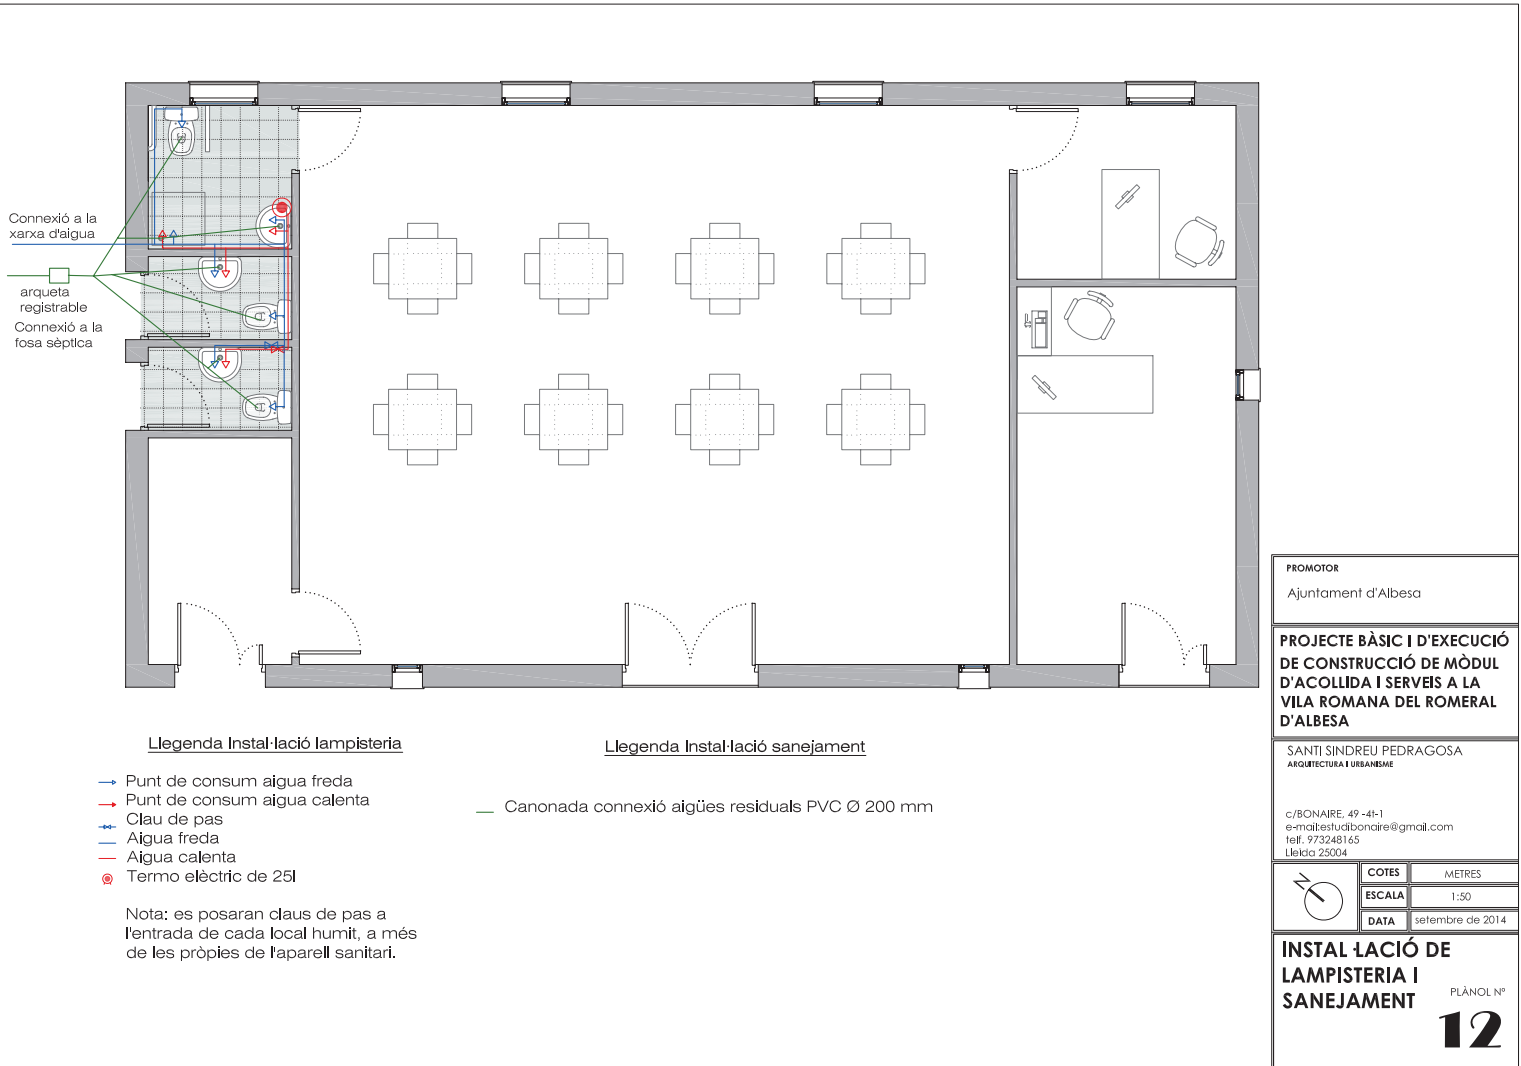 Connexió a la
xarxa d'aigua
arqueta
registrable
Connexió a la
fosa sèptica
Llegenda Instal·lació lampisteria
Punt de consum aigua freda
Punt de consum aigua calenta
Clau de pas
Aigua freda
Aigua calenta
Termo elèctric de 25l
Nota: es posaran claus de pas a
l'entrada de cada local humit, a més
de les pròpies de l'aparell sanitari.
Llegenda Instal·lació sanejament
Canonada connexió aigües residuals PVC Ø 200 mm
PROMOTOR
Ajuntament d'Albesa
PROJECTE BÀSIC I D'EXECUCIÓ
DE CONSTRUCCIÓ DE MÒDUL
D'ACOLLIDA I SERVEIS A LA
VILA ROMANA DEL ROMERAL
D'ALBESA
SANTI SINDREU PEDRAGOSA
ARQUITECTURA I URBANISME
c/BONAIRE, 49 -4t-1
e-mail:estudibonaire@gmail.com
telf. 973248165
Lleida 25004
N
COTES METRES
ESCALA 1:50
DATA setembre de 2014
INSTAL·LACIÓ DE
LAMPISTERIA I
SANEJAMENT
PLÀNOL Nº
12